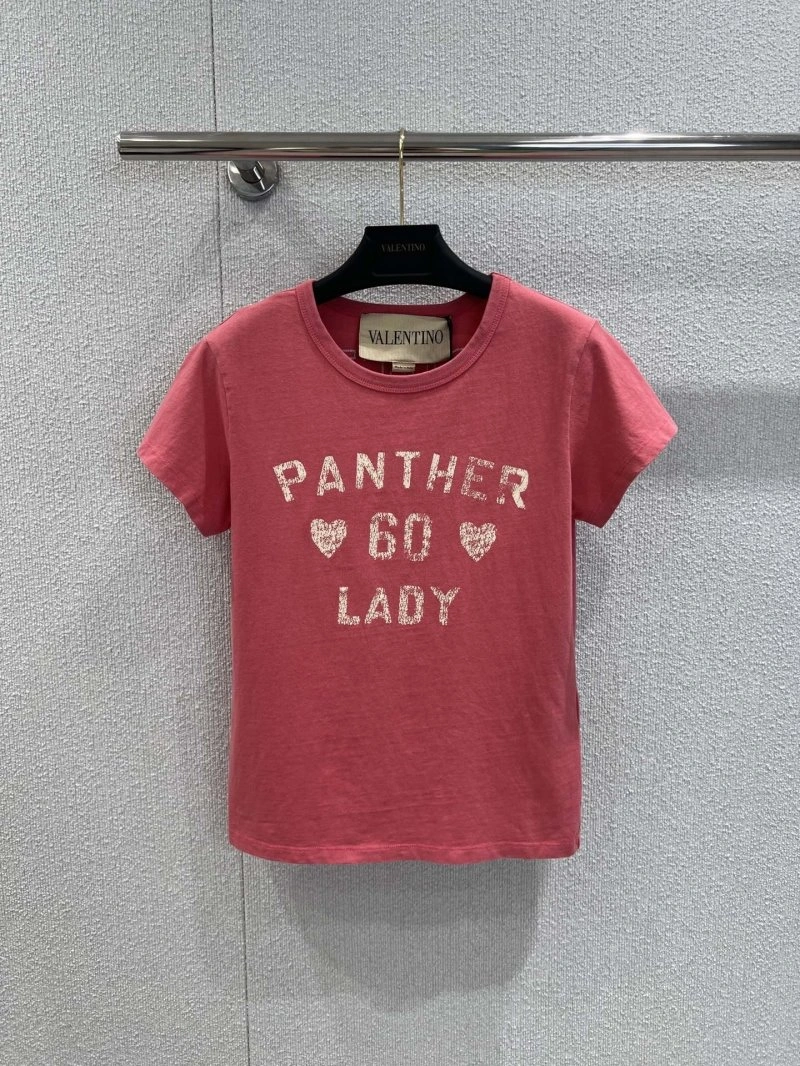 VALENTINO
VALENTINO
PANTHER
60
LADY